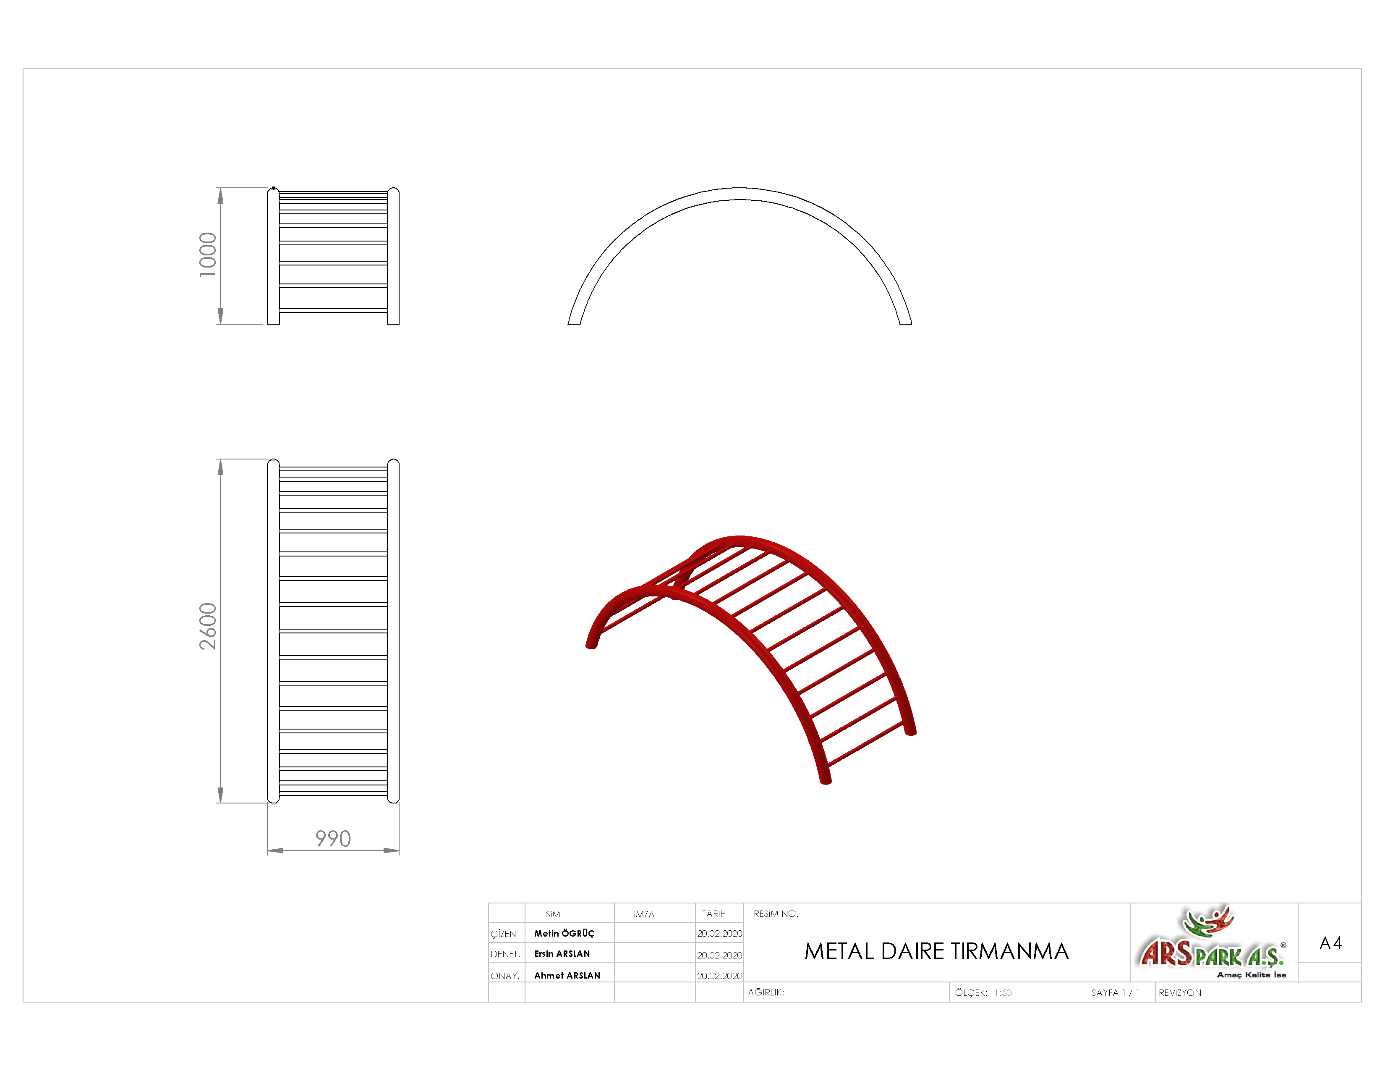 1000
2600
990
İSİM
İMZA
TARİH
RESİM NO.
ÇİZEN
Metin ÖGRÜÇ
20.02.2020
METAL DAIRE TIRMANMA
ARSPARK A.Ş.®
Amaç Kalite İse
A4
DENET.
Ersin ARSLAN
20.02.2020
ONAY.
Ahmet ARSLAN
20.02.2020
AĞIRLIK:
ÖLÇEK:
SAYFA 1 / 1
REVİZYON